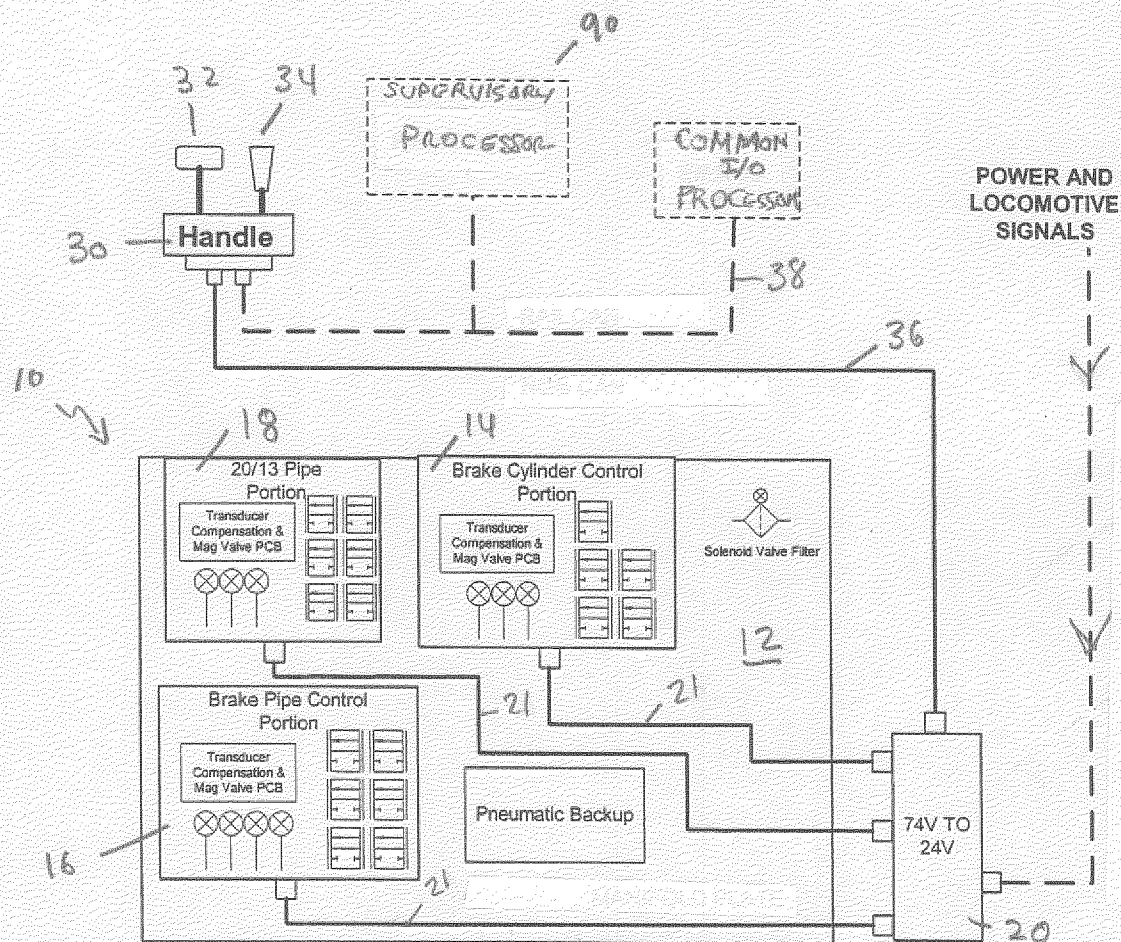 90
32
34
SUPERVISORY
PROCESSOR
COMMON
I/O
PROCESSOR
POWER AND
LOCOMOTIVE
SIGNALS
Handle
30
38
36
10
18
14
20/13 Pipe
Portion
Transducer
Compensation &
Mag Valve PCB
Brake Cylinder Control
Portion
Transducer
Compensation &
Mag Valve PCB
Solenoid Valve Filter
12
21
21
Brake Pipe Control
Portion
Transducer
Compensation &
Mag Valve PCB
Pneumatic Backup
74V TO
24V
16
21
20